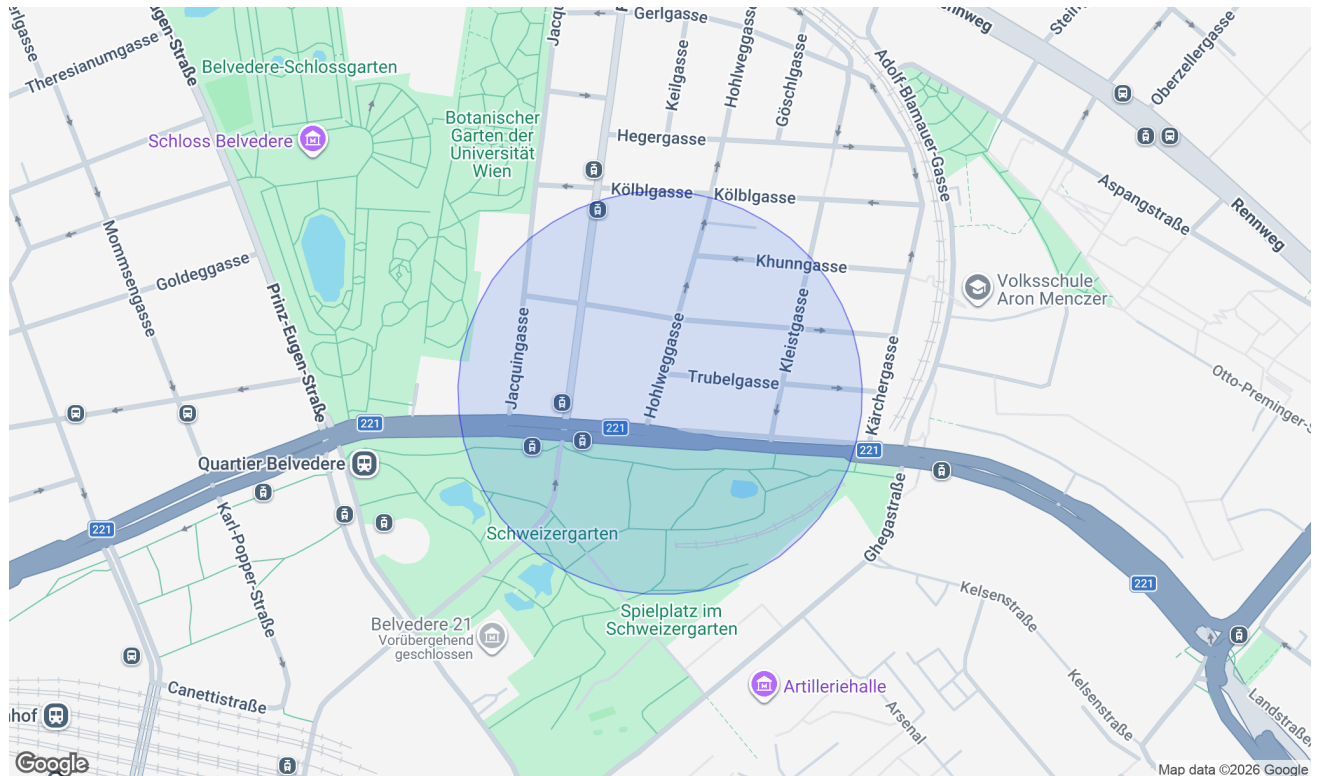 Gerlgasse
Rennweg
Theresianumgasse
Belvedere-Schlossgarten
Keilgasse
Hohlweggasse
Göschlgasse
Adolf-Blamauer-Gasse
Oberzellergasse
Schloss Belvedere
Botanischer
Garten der
Universität
Wien
Hegergasse
Kölblgasse
Kölblgasse
Aspangstraße
Rennweg
Mommsengasse
Goldeggasse
Prinz-Eugen-Straße
Khunngasse
Volksschule
Aron Menczer
Jacquingasse
Hohlweggasse
Kleistgasse
Trubelgasse
Kärchergasse
221
221
221
Quartier Belvedere
221
Karl-Popper-Straße
Schweizergarten
Ghegastraße
221
Kelsenstraße
Spielplatz im
Schweizergarten
Belvedere 21
Vorübergehend
geschlossen
Artilleriehalle
Canettistraße
Arsenal
Kelsenstraße
Google
Map data ©2026 Google